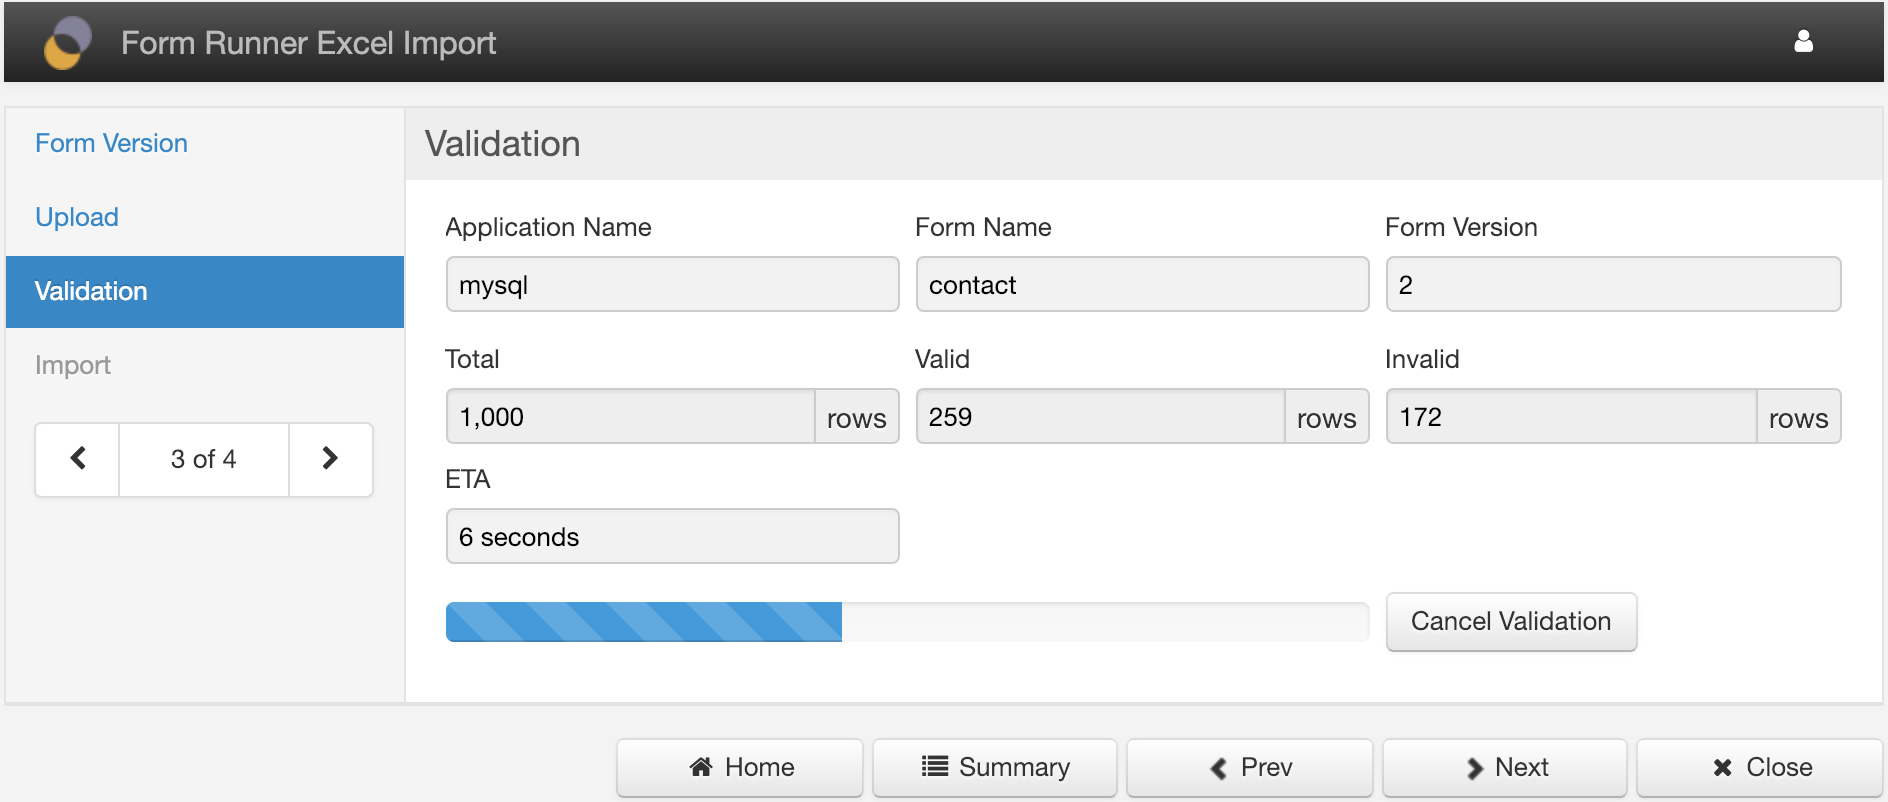 Form Runner Excel Import
Form Version
Upload
Validation
Import
3 of 4
Validation
Application Name
Form Name
Form Version
mysql
contact
2
Total
Valid
Invalid
1,000 rows
259 rows
172 rows
ETA
6 seconds
Cancel Validation
Home
Summary
Prev
Next
Close